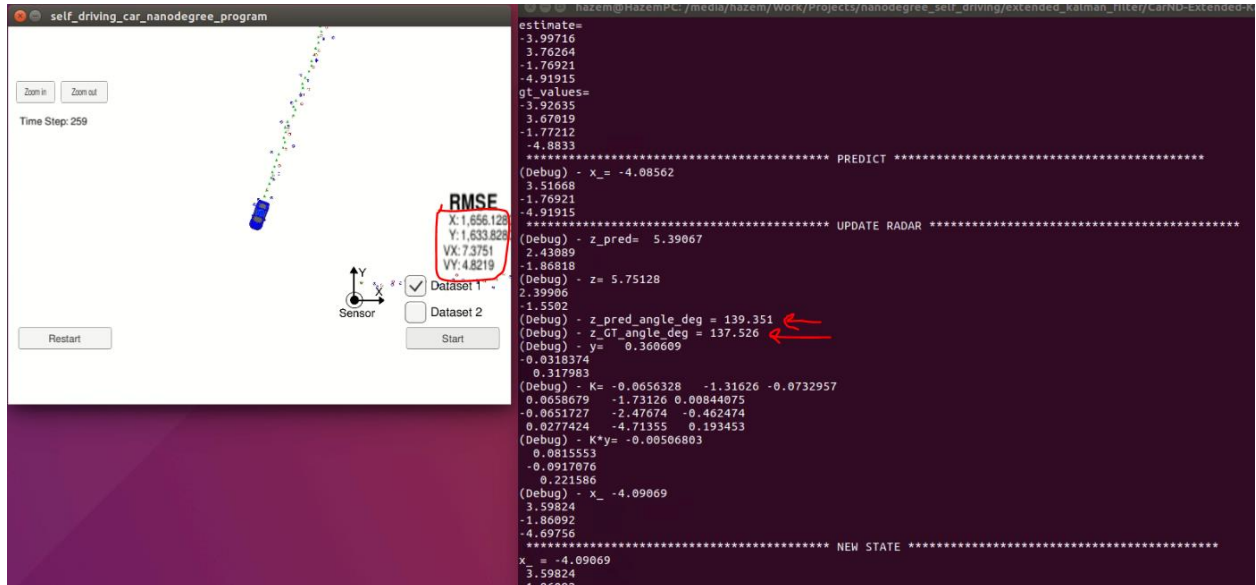 self_driving_car_nanodegree_program
Zoom in
Zoom out
Time Step: 259
RMSE
X: 1,656.128
Y: 1,633.828
VX: 7.3751
VY: 4.8219
Y
X
Sensor
Dataset 1
Dataset 2
Restart
Start
hazem@HazemPC: /media/hazem/Work/Projects/nanodegree_self_driving/extended_kalman_filter/CarND-Extended-K
estimate=
-3.99716
3.76264
-1.76921
-4.91915
gt_values=
-3.92635
3.67019
-1.77212
-4.8833
******************************************* PREDICT ********************************************
(Debug) - x_= -4.08562
3.51668
-1.76921
-4.91915
******************************************* UPDATE RADAR ********************************************
(Debug) - z_pred= 5.39067
2.43089
-1.86818
(Debug) - z= 5.75128
2.39906
-1.5502
(Debug) - z_pred_angle_deg = 139.351
(Debug) - z_GT_angle_deg = 137.526
(Debug) - y= 0.360609
-0.0318374
0.317983
(Debug) - K= -0.0656328 -1.31626 -0.0732957
0.0658679 -1.73126 0.00844075
-0.0651727 -2.47674 -0.462474
0.0277424 -4.71355 0.193453
(Debug) - K*y= -0.00506803
0.0815553
-0.0917076
0.221586
(Debug) - x_ -4.09069
3.59824
-1.86092
-4.69756
******************************************* NEW STATE ********************************************
x_ = -4.09069
3.59824